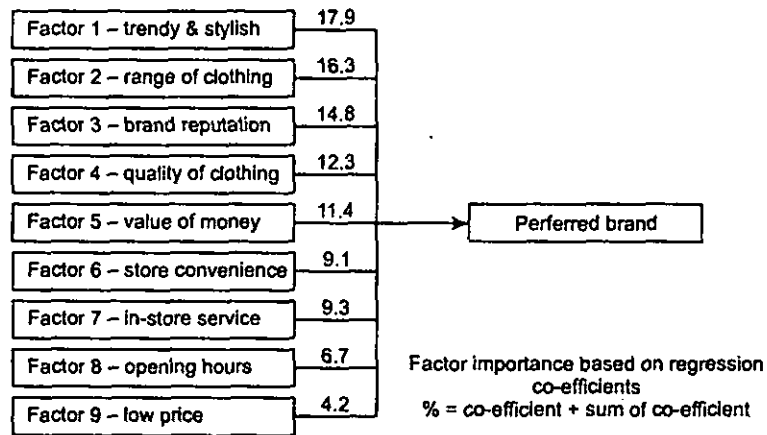 Factor 1 – trendy & stylish 17.9
Factor 2 – range of clothing 16.3
Factor 3 – brand reputation 14.8
Factor 4 – quality of clothing 12.3
Factor 5 – value of money 11.4
Perferred brand
Factor 6 – store convenience 9.1
Factor 7 – in-store service 9.3
Factor 8 – opening hours 6.7
Factor 9 – low price 4.2
Factor importance based on regression
co-efficients
% = co-efficient + sum of co-efficient